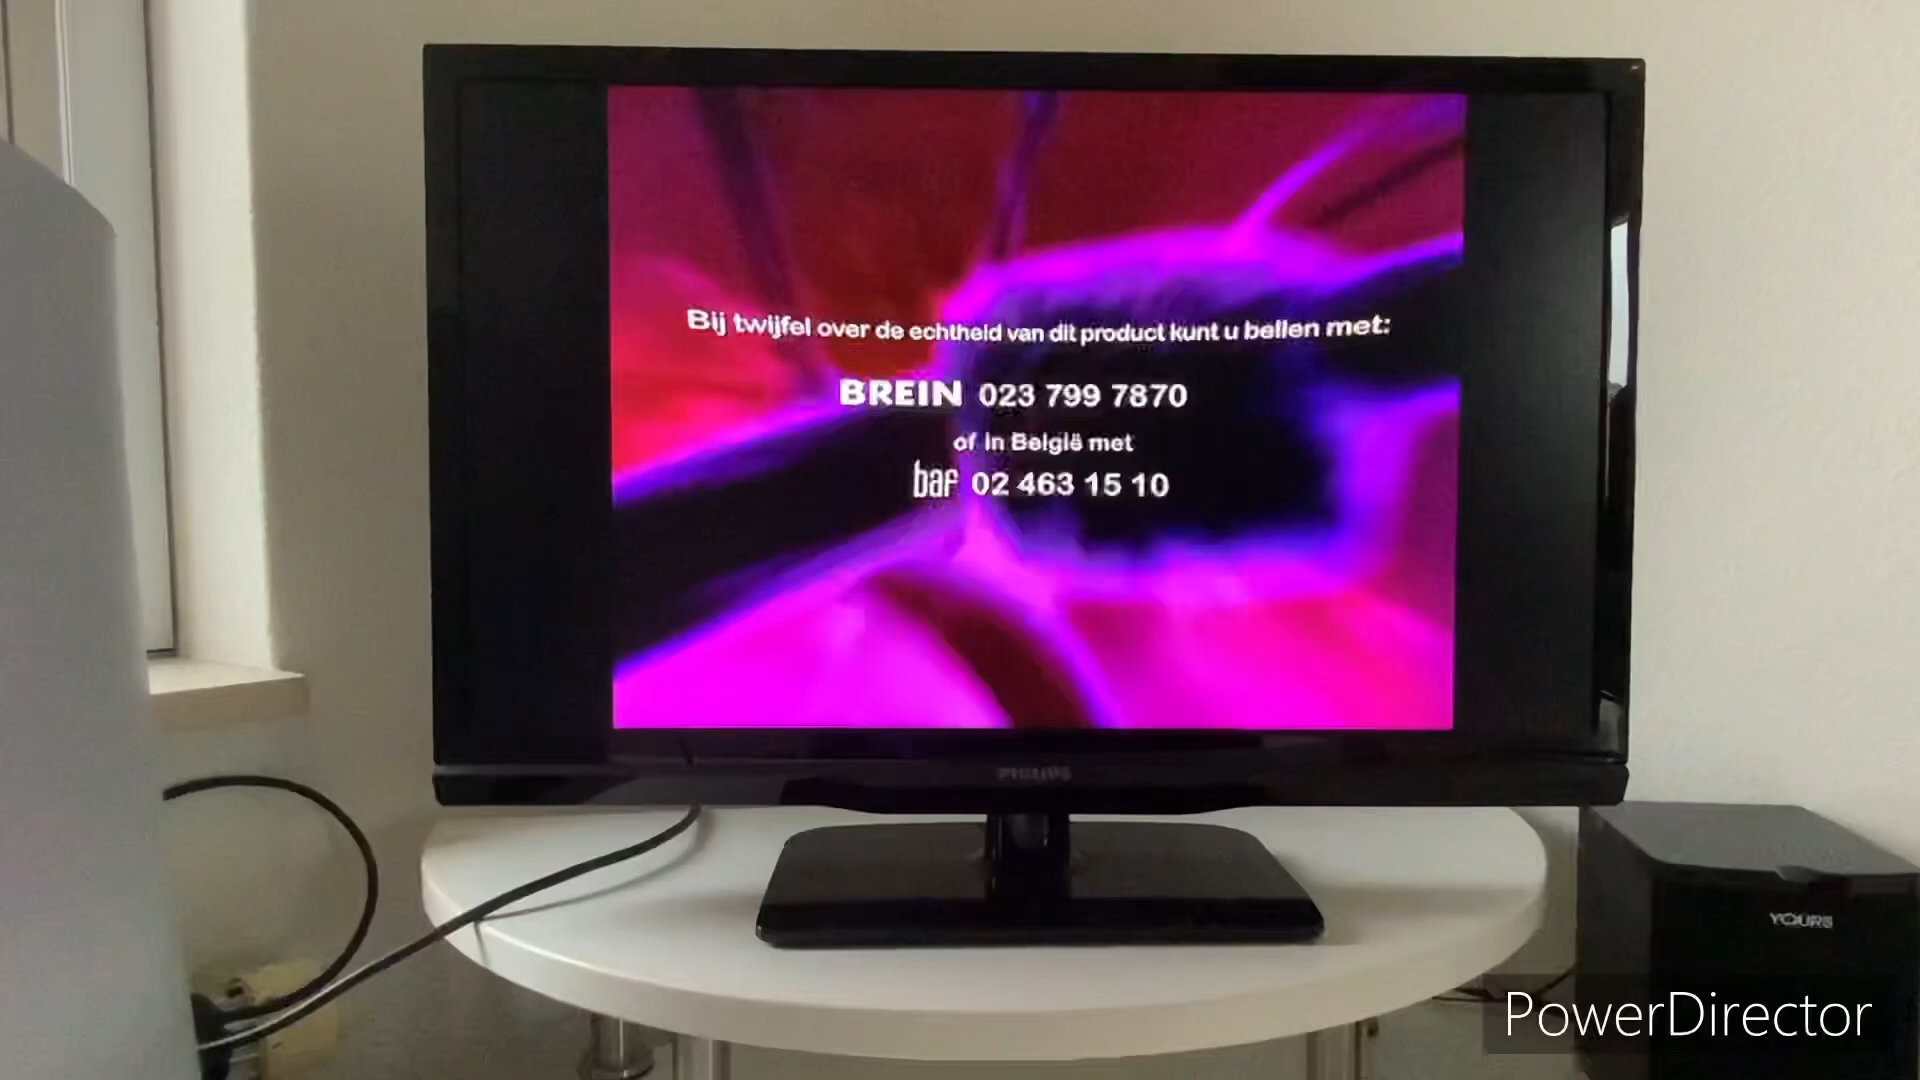 Bij twijfel over de echtheid van dit product kunt u bellen met:
BREIN 023 799 7870
of in België met
baf 02 463 15 10
PHILIPS
YOURS
PowerDirector